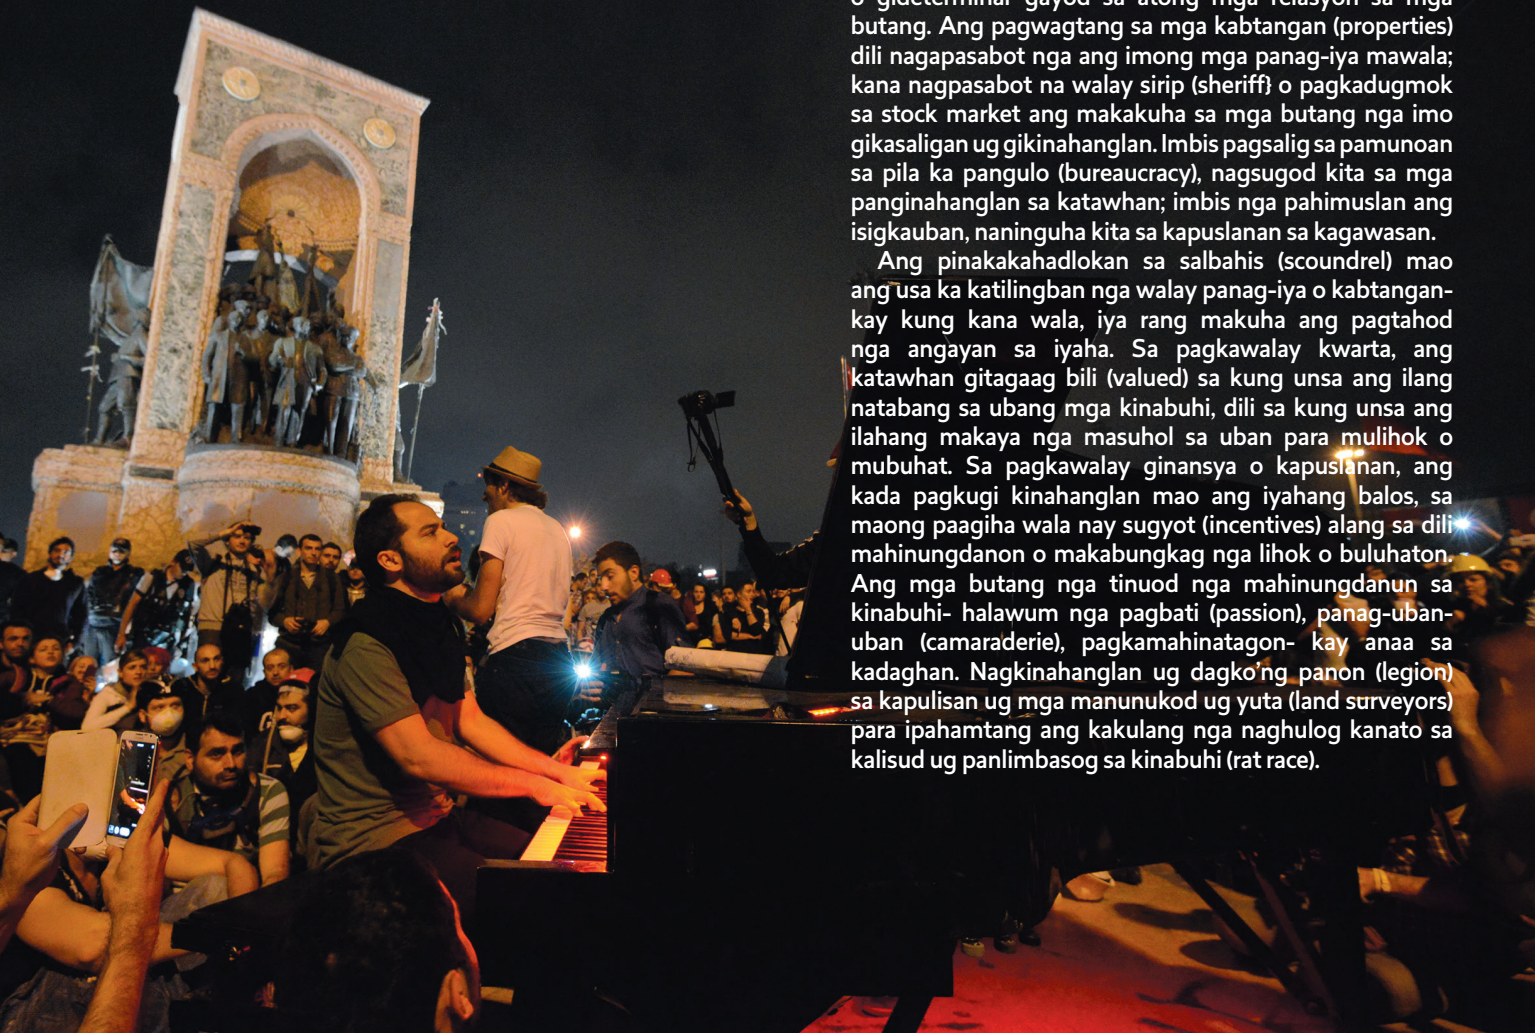 o gideterminar gayod sa atong mga relasyon sa mga
butang. Ang pagwagtang sa mga kabtangan (properties)
dili nagapasabot nga ang imong mga panag-iya mawala;
kana nagpasabot na walay sirip (sheriff} o pagkadugmok
sa stock market ang makakuha sa mga butang nga imo
gikasaligan ug gikinahanglan. Imbis pagsalig sa pamunoan
sa pila ka pangulo (bureaucracy), nagsugod kita sa mga
panginahanglan sa katawhan; imbis nga pahimuslan ang
isigkauban, naninguha kita sa kapuslanan sa kagawasan.
Ang pinakakahadlokan sa salbahis (scoundrel) mao
ang usa ka katilingban nga walay panag-iya o kabtangan-
kay kung kana wala, iya rang makuha ang pagtahod
nga angayan sa iyaha. Sa pagkawalay kwarta, ang
katawhan gitagaag bili (valued) sa kung unsa ang ilang
natabang sa ubang mga kinabuhi, dili sa kung unsa ang
ilahang makaya nga masuhol sa uban para mulihok o
mubuhat. Sa pagkawalay ginansya o kapuslanan, ang
kada pagkugi kinahanglan mao ang iyahang balos, sa
maong paagiha wala nay sugyot (incentives) alang sa dili
mahinungdanon o makabungkag nga lihok o buluhaton.
Ang mga butang nga tinuod nga mahinungdanun sa
kinabuhi- halawum nga pagbati (passion), panag-uban-
uban (camaraderie), pagkamahinatagon- kay anaa sa
kadaghan. Nagkinahanglan ug dagko'ng panon (legion)
sa kapulisan ug mga manunukod ug yuta (land surveyors)
para ipahamtang ang kakulang nga naghulog kanato sa
kalisud ug panlimbasog sa kinabuhi (rat race).